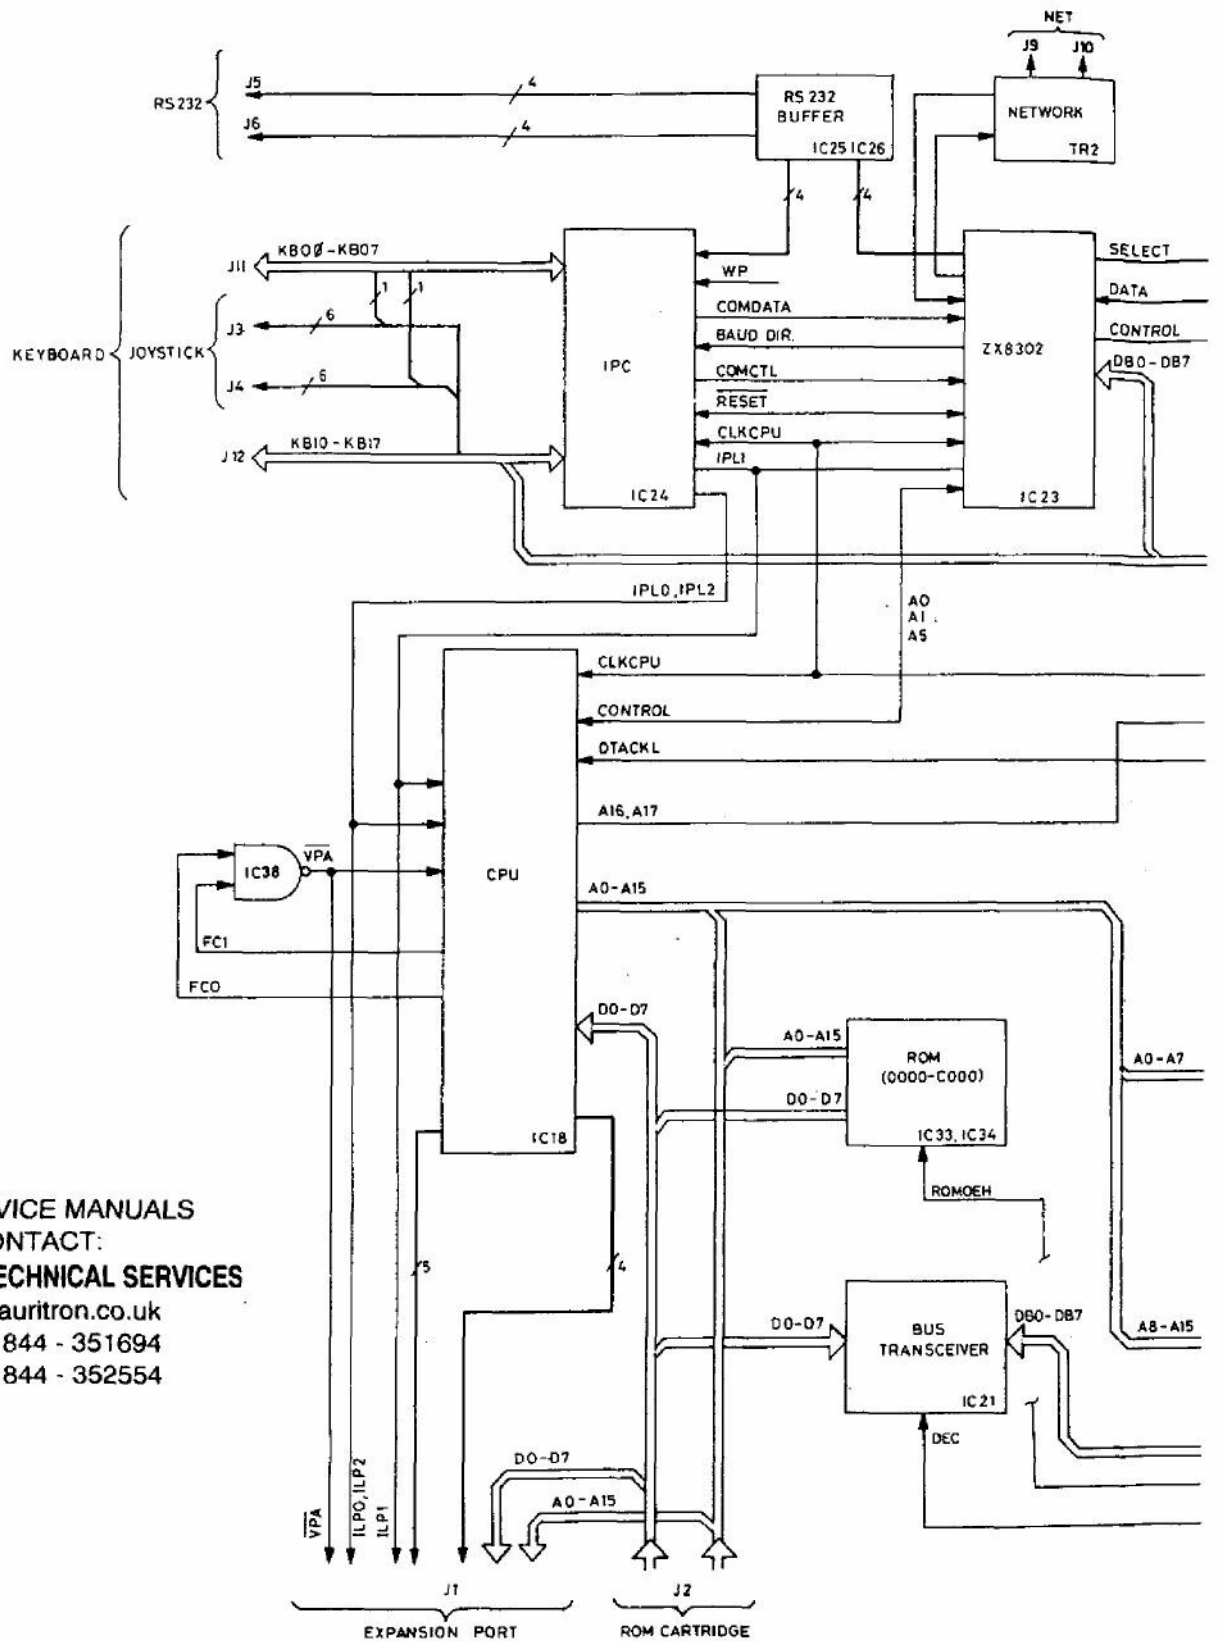 NET
J9 J10
RS 232
J5
4
J6
4
RS 232
BUFFER
IC25 IC26
NETWORK
TR2
4
4
KEYBOARD
JOYSTICK
J11
KB0Ø-KB07
1
1
J3
6
J4
6
J12
KB10-KB17
IPC
IC24
WP
COMDATA
BAUD DIR.
COMCTL
RESET
CLKCPU
IPL1
ZX8302
IC23
SELECT
DATA
CONTROL
DB0-DB7
IPL0, IPL2
A0
A1
A5
CLKCPU
CONTROL
DTACKL
A16, A17
IC38
VPA
CPU
A0-A15
FC1
FC0
D0-D7
IC18
A0-A15
D0-D7
ROM
(0000-C000)
IC33, IC34
A0-A7
ROMOEH
5
4
VICE MANUALS
ONTACT:
ECHNICAL SERVICES
auritron.co.uk
844 - 351694
844 - 352554
D0-D7
BUS
TRANSCEIVER
IC21
DB0-DB7
A8-A15
DEC
D0-D7
A0-A15
VPA
ILP0, ILP2
ILP1
J1
EXPANSION PORT
J2
ROM CARTRIDGE